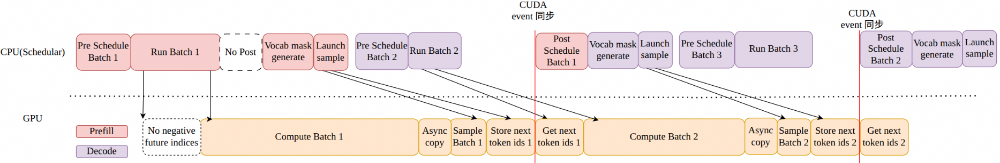 CUDA
event 同步
CUDA
event 同步
CPU(Schedular)
Pre Schedule
Batch 1
Run Batch 1
No Post
Vocab mask
generate
Launch
sample
Pre Schedule
Batch 2
Run Batch 2
Post
Schedule
Batch 1
Vocab mask
generate
Launch
sample
Pre Schedule
Batch 3
Run Batch 3
Post
Schedule
Batch 2
Vocab mask
generate
Launch
sample
GPU
Prefill
Decode
No negative
future indices
Compute Batch 1
Async
copy
Sample
Batch 1
Store next
token ids 1
Get next
token ids 1
Compute Batch 2
Async
copy
Sample
Batch 2
Store next
token ids 2
Get next
token ids 2